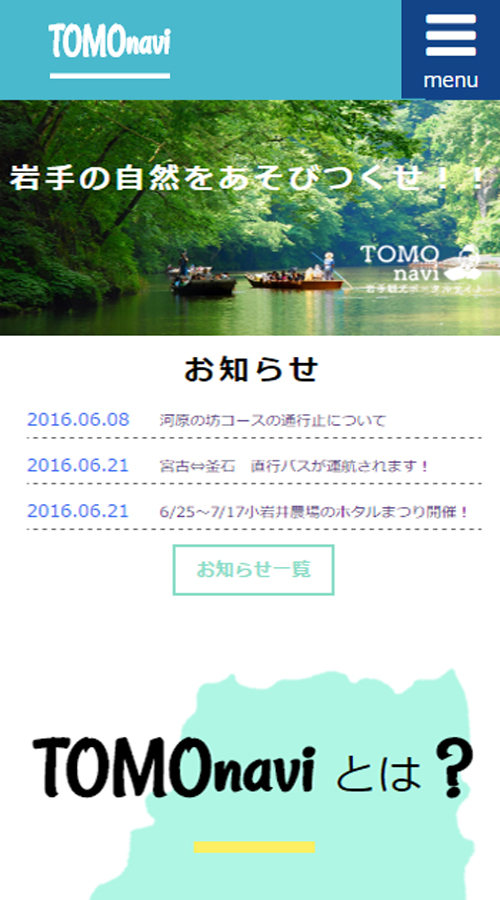 TOMOnavi
menu
岩手の自然をあそびつくせ！！
TOMO
navi
岩手観光ポータルサイト
お知らせ
2016.06.08 河原の坊コースの通行止について
2016.06.21 宮古⇔釜石　直行バスが運航されます！
2016.06.21 6/25～7/17小岩井農場のホタルまつり開催！
お知らせ一覧
TOMOnavi とは？